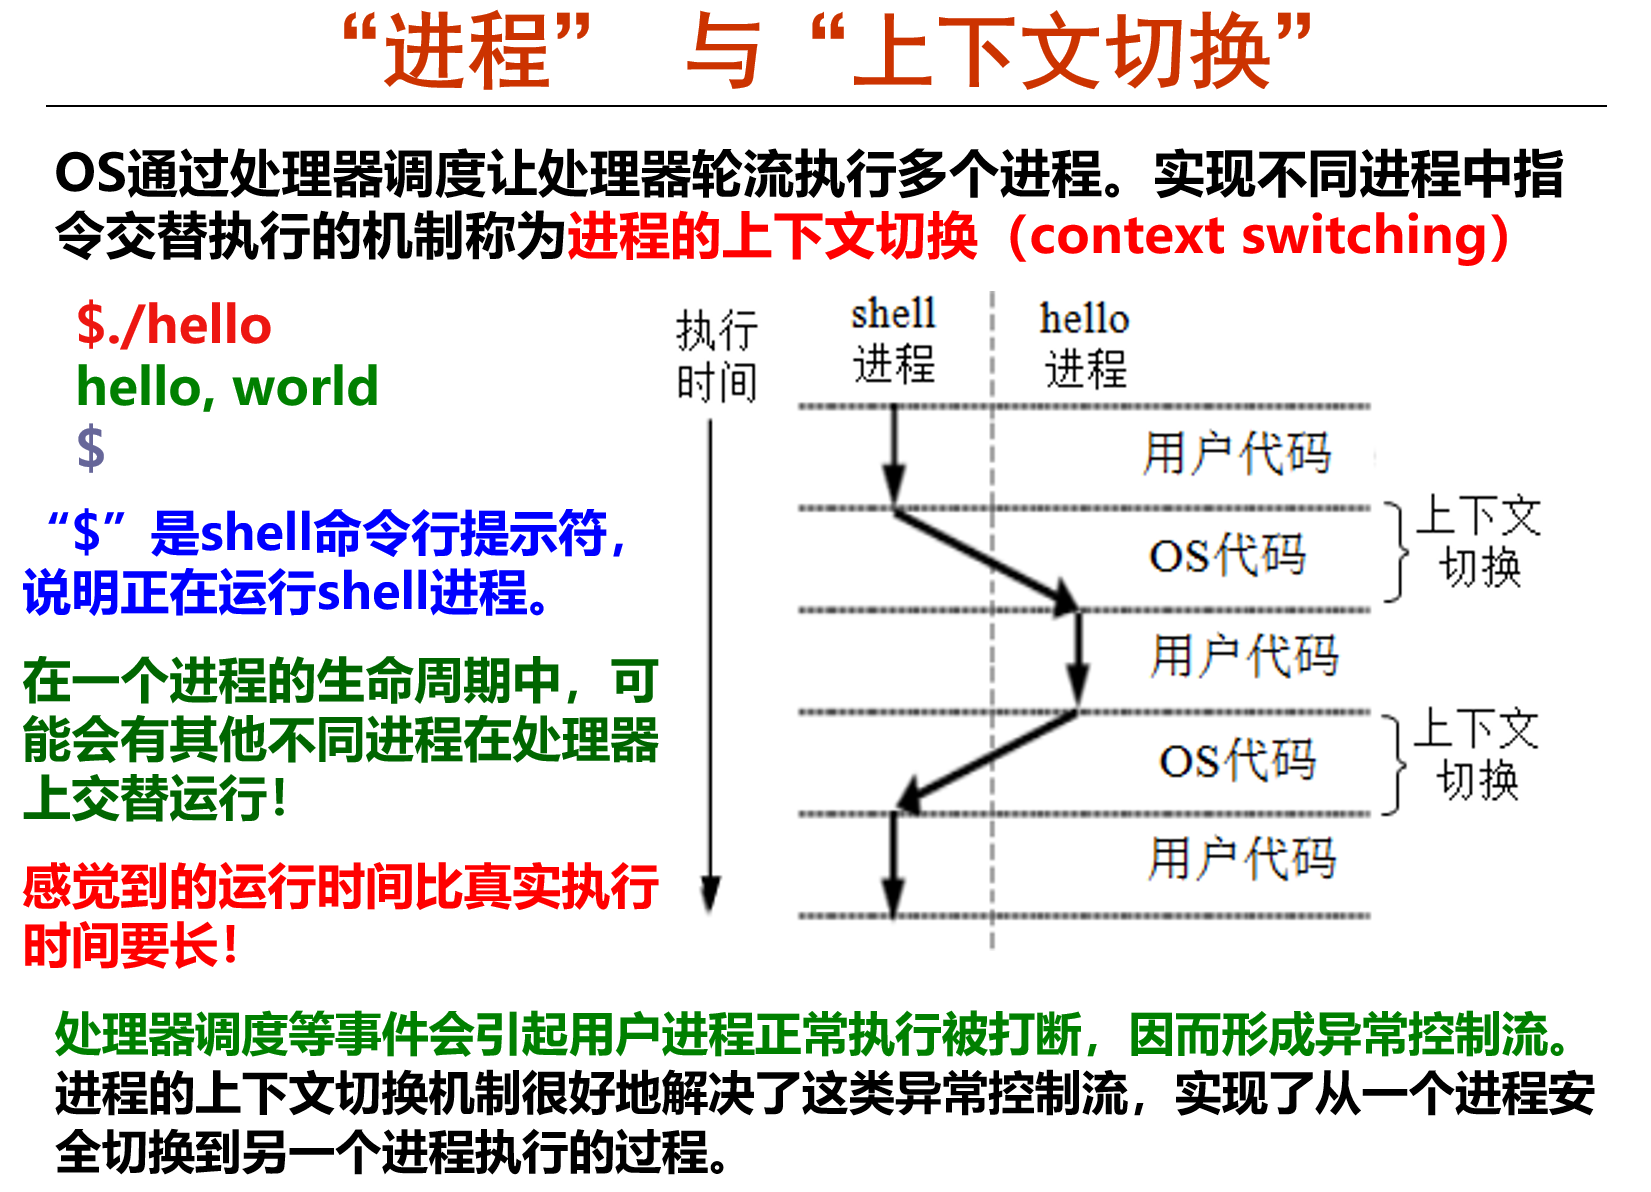 “进程” 与 “上下文切换”
OS通过处理器调度让处理器轮流执行多个进程。实现不同进程中指
令交替执行的机制称为进程的上下文切换（context switching）
$./hello
hello, world
$
“$”是shell命令行提示符，
说明正在运行shell进程。
在一个进程的生命周期中，可
能会有其他不同进程在处理器
上交替运行！
感觉到的运行时间比真实执行
时间要长！
执行
时间
shell
进程
hello
进程
用户代码
OS代码
上下文
切换
用户代码
OS代码
上下文
切换
用户代码
处理器调度等事件会引起用户进程正常执行被打断，因而形成异常控制流。
进程的上下文切换机制很好地解决了这类异常控制流，实现了从一个进程安
全切换到另一个进程执行的过程。